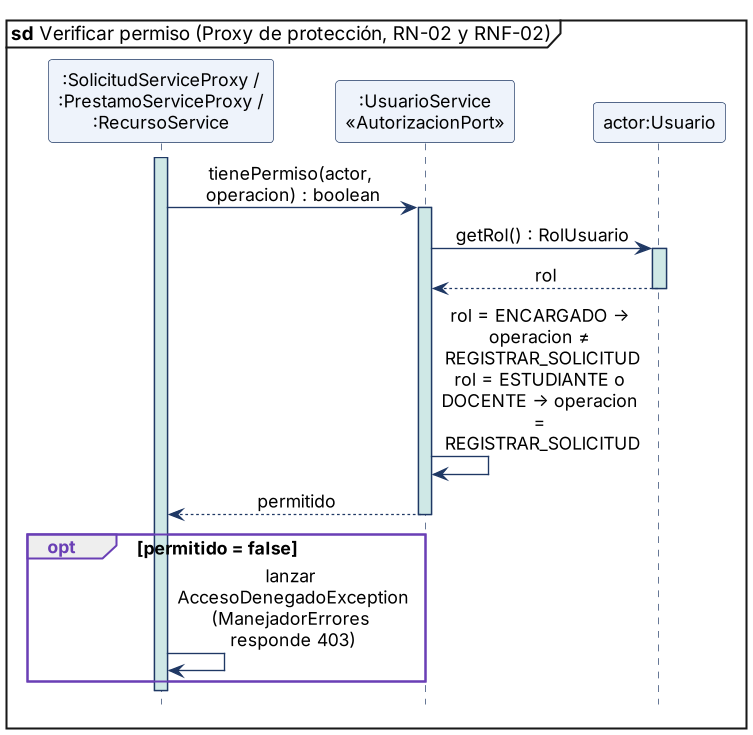 sd Verificar permiso (Proxy de protección, RN-02 y RNF-02)
:SolicitudServiceProxy /
:PrestamoServiceProxy /
:RecursoService
:UsuarioService
«AutorizacionPort»
actor:Usuario
tienePermiso(actor,
operacion) : boolean
getRol() : RolUsuario
rol
rol = ENCARGADO →
operacion ≠
REGISTRAR_SOLICITUD
rol = ESTUDIANTE o
DOCENTE → operacion
=
REGISTRAR_SOLICITUD
permitido
opt [permitido = false]
lanzar
AccesoDenegadoException
(ManejadorErrores
responde 403)